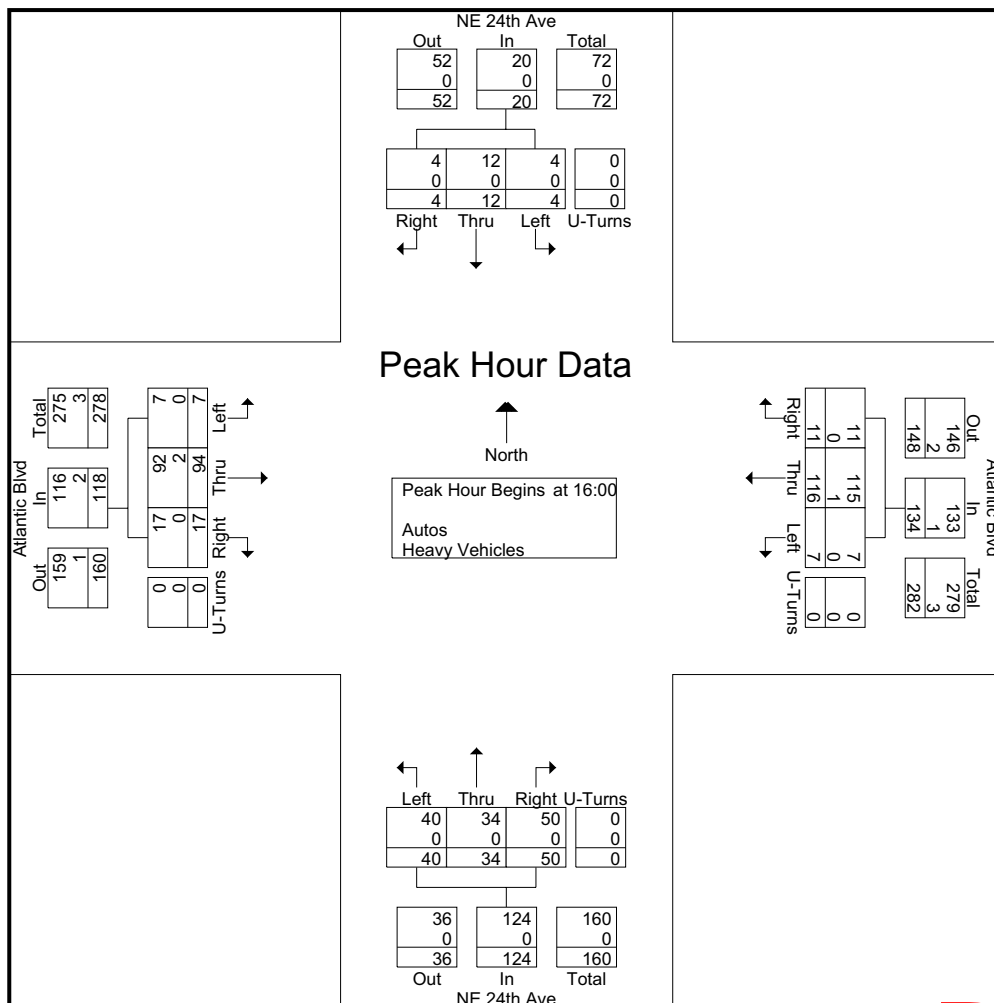 NE 24th Ave
Out In Total
52 20 72
0 0 0
52 20 72
4 12 4 0
0 0 0 0
4 12 4 0
Right Thru Left U-Turns
Peak Hour Data
North
Peak Hour Begins at 16:00
Autos
Heavy Vehicles
Atlantic Blvd
Out In Total
159 116 275
1 2 3
160 118 278
U-Turns Right Thru Left
0 17 92 7
0 0 2 0
0 17 94 7
Atlantic Blvd
Out In Total
146 133 279
2 1 3
148 134 282
Right Thru Left U-Turns
11 115 7 0
0 1 0 0
11 116 7 0
Left Thru Right U-Turns
40 34 50 0
0 0 0 0
40 34 50 0
36 124 160
0 0 0
36 124 160
Out In Total
NE 24th Ave